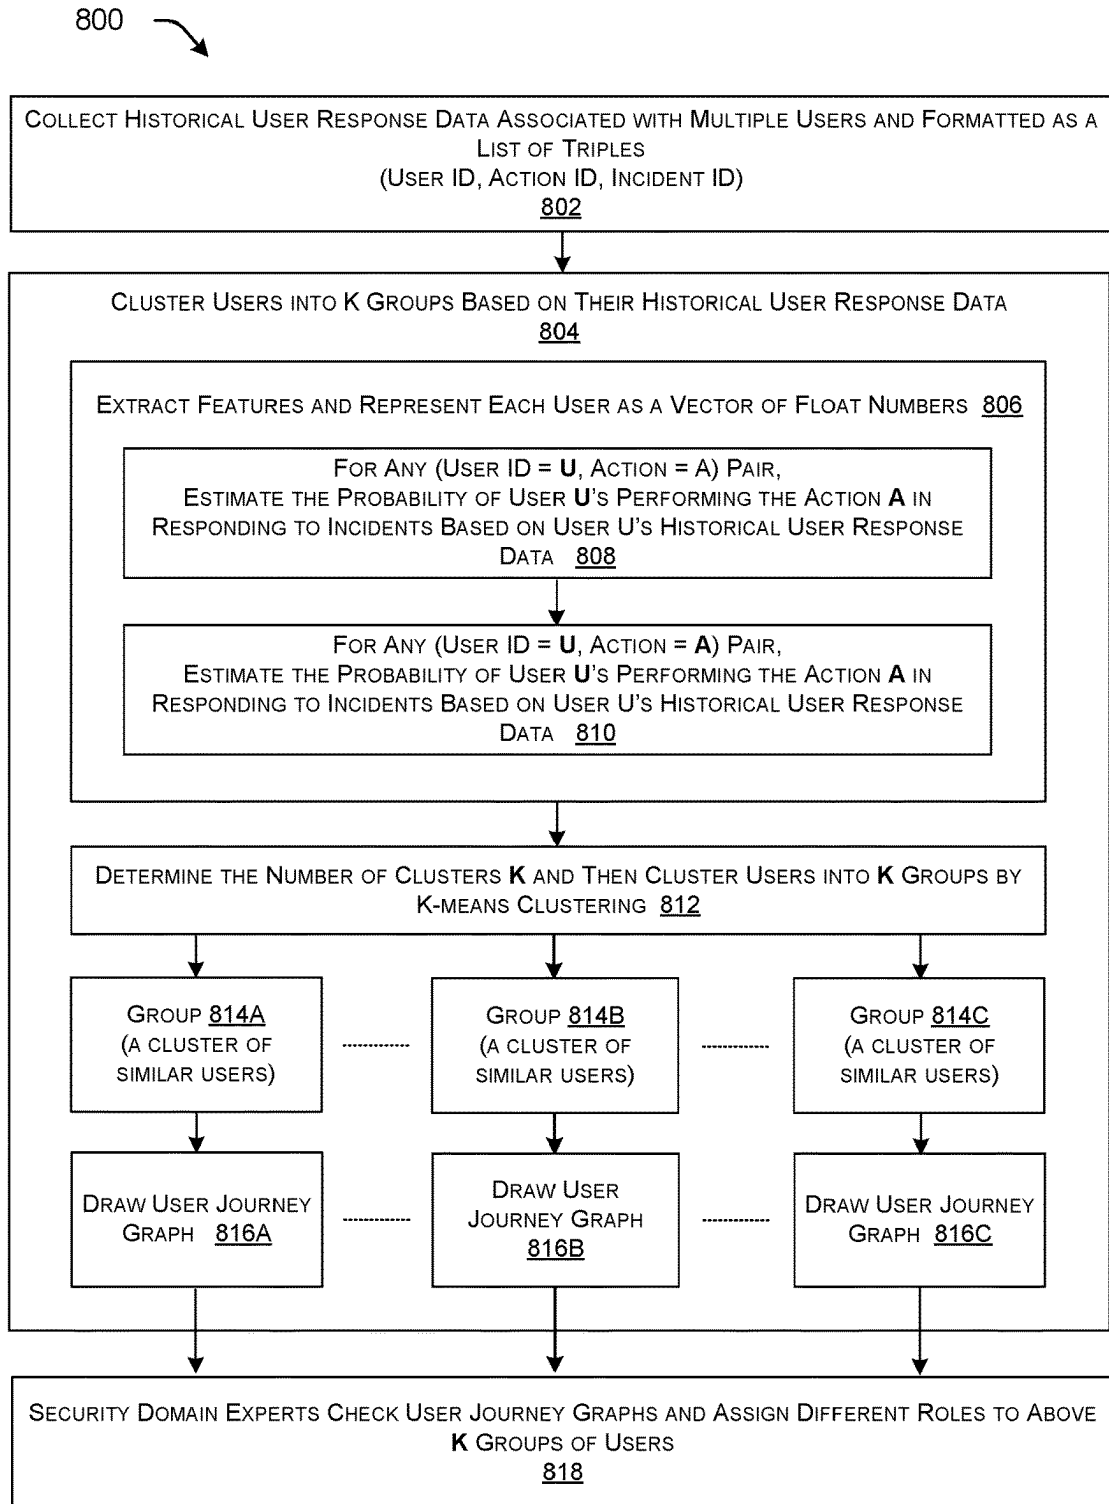 800
COLLECT HISTORICAL USER RESPONSE DATA ASSOCIATED WITH MULTIPLE USERS AND FORMATTED AS A
LIST OF TRIPLES
(USER ID, ACTION ID, INCIDENT ID)
802
CLUSTER USERS INTO K GROUPS BASED ON THEIR HISTORICAL USER RESPONSE DATA
804
EXTRACT FEATURES AND REPRESENT EACH USER AS A VECTOR OF FLOAT NUMBERS 806
FOR ANY (USER ID = U, ACTION = A) PAIR,
ESTIMATE THE PROBABILITY OF USER U'S PERFORMING THE ACTION A IN
RESPONDING TO INCIDENTS BASED ON USER U'S HISTORICAL USER RESPONSE
DATA 808
FOR ANY (USER ID = U, ACTION = A) PAIR,
ESTIMATE THE PROBABILITY OF USER U'S PERFORMING THE ACTION A IN
RESPONDING TO INCIDENTS BASED ON USER U'S HISTORICAL USER RESPONSE
DATA 810
DETERMINE THE NUMBER OF CLUSTERS K AND THEN CLUSTER USERS INTO K GROUPS BY
K-MEANS CLUSTERING 812
GROUP 814A
(A CLUSTER OF
SIMILAR USERS)
GROUP 814B
(A CLUSTER OF
SIMILAR USERS)
GROUP 814C
(A CLUSTER OF
SIMILAR USERS)
DRAW USER JOURNEY
GRAPH 816A
DRAW USER
JOURNEY GRAPH
816B
DRAW USER JOURNEY
GRAPH 816C
SECURITY DOMAIN EXPERTS CHECK USER JOURNEY GRAPHS AND ASSIGN DIFFERENT ROLES TO ABOVE
K GROUPS OF USERS
818